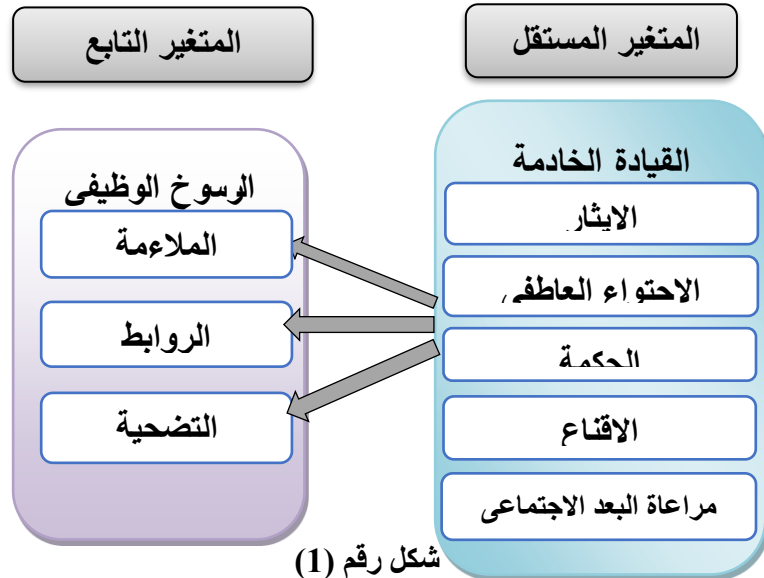 المتغير المستقل
المتغير التابع
القيادة الخادمة
الايثار
الاحتواء العاطفى
الحكمة
الاقناع
مراعاة البعد الاجتماعى
الرسوخ الوظيفى
الملاءمة
الروابط
التضحية
شكل رقم (1)